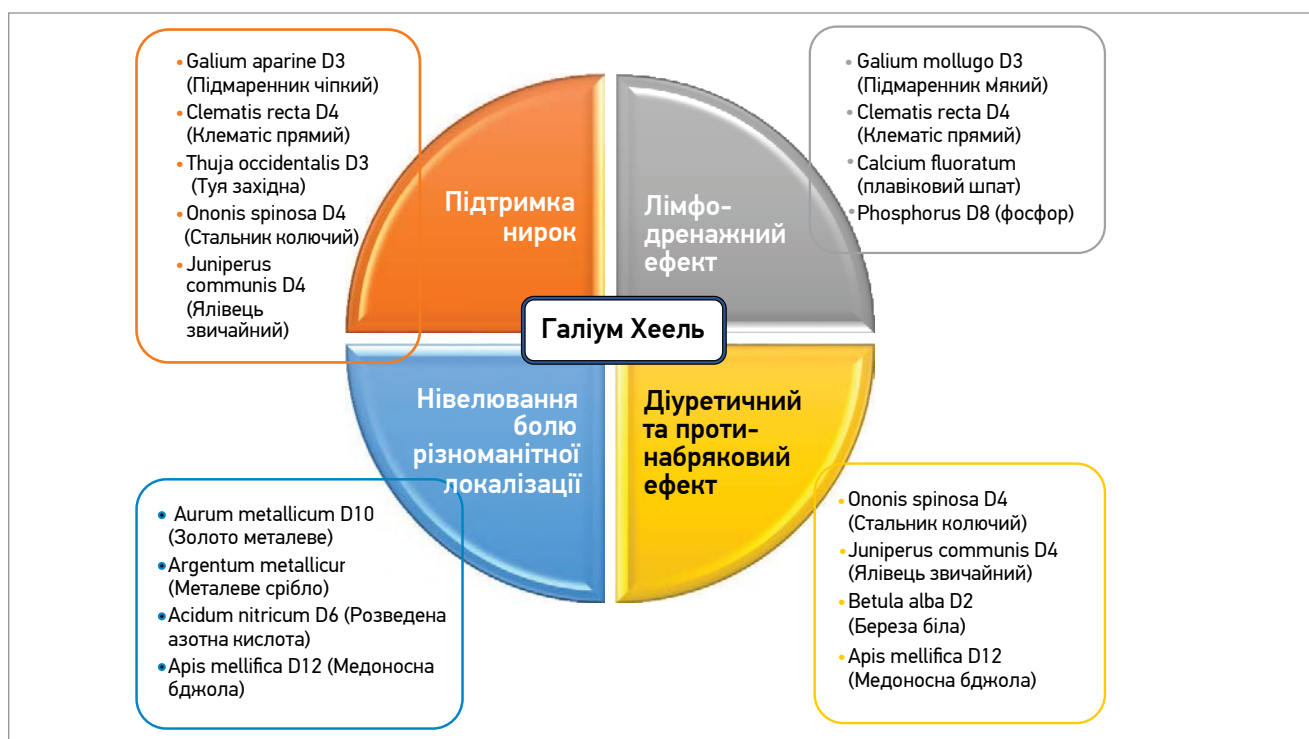 • Galium aparine D3
(Підмаренник чіпкий)
• Clematis recta D4
(Клематіс прямий)
• Thuja occidentalis D3
(Туя західна)
• Ononis spinosa D4
(Стальник колючий)
• Juniperus
communis D4
(Ялівець
звичайний)
• Galium mollugo D3
(Підмаренник м'який)
• Clematis recta D4
(Клематіс прямий)
• Calcium fluoratum
(плавіковий шпат)
• Phosphorus D8 (фосфор)
Підтримка
нирок
Лімфо-
дренажний
ефект
Галіум Хеель
Нівелювання
болю
різноманітної
локалізації
Діуретичний
та проти-
набряковий
ефект
• Aurum metallicum D10
(Золото металеве)
• Argentum metallicur
(Металеве срібло)
• Acidum nitricum D6 (Розведена
азотна кислота)
• Apis mellifica D12 (Медоносна
бджола)
• Ononis spinosa D4
(Стальник колючий)
• Juniperus communis D4
(Ялівець звичайний)
• Betula alba D2
(Береза біла)
• Apis mellifica D12
(Медоносна бджола)